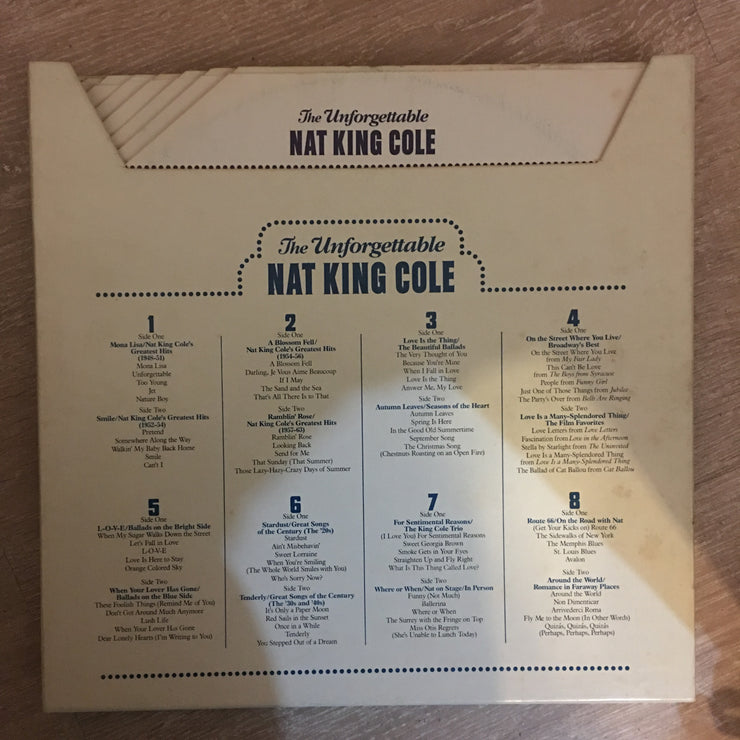 The Unforgettable
NAT KING COLE
The Unforgettable
NAT KING COLE
1
Side One
Mona Lisa/Nat King Cole's
Greatest Hits
(1948-51)
Mona Lisa
Unforgettable
Too Young
Jet
Nature Boy
Side Two
Smile/Nat King Cole's Greatest Hits
(1952-54)
Pretend
Somewhere Along the Way
Walkin' My Baby Back Home
Smile
Can't I
2
Side One
A Blossom Fell/
Nat King Cole's Greatest Hits
(1954-56)
A Blossom Fell
Darling, Je Vous Aime Beaucoup
If I May
The Sand and the Sea
That's All There Is to That
Side Two
Ramblin' Rose/
Nat King Cole's Greatest Hits
(1957-63)
Ramblin' Rose
Looking Back
Send for Me
That Sunday (That Summer)
Those Lazy-Hazy-Crazy Days of Summer
3
Side One
Love Is the Thing/
The Beautiful Ballads
The Very Thought of You
Because You're Mine
When I Fall in Love
Love Is the Thing
Answer Me, My Love
Side Two
Autumn Leaves/Seasons of the Heart
Autumn Leaves
Spring Is Here
In the Good Old Summertime
September Song
The Christmas Song
(Chestnuts Roasting on an Open Fire)
4
Side One
On the Street Where You Live/
Broadway's Best
On the Street Where You Live
from My Fair Lady
This Can't Be Love
from The Boys from Syracuse
People from Funny Girl
Just One of Those Things from Jubilee
The Party's Over from Bells Are Ringing
Side Two
Love Is a Many-Splendored Thing/
The Film Favorites
Love Letters from Love Letters
Fascination from Love in the Afternoon
Stella by Starlight from The Uninvited
Love Is a Many-Splendored Thing
from Love Is a Many-Splendored Thing
The Ballad of Cat Ballou from Cat Ballou
5
Side One
L-O-V-E/Ballads on the Bright Side
When My Sugar Walks Down the Street
Let's Fall in Love
L-O-V-E
Love Is Here to Stay
Orange Colored Sky
Side Two
When Your Lover Has Gone/
Ballads on the Blue Side
These Foolish Things (Remind Me of You)
Don't Get Around Much Anymore
Lush Life
When Your Lover Has Gone
Dear Lonely Hearts (I'm Writing to You)
6
Side One
Stardust/Great Songs
of the Century (The '20s)
Stardust
Ain't Misbehavin'
Sweet Lorraine
When You're Smiling
(The Whole World Smiles with You)
Who's Sorry Now?
Side Two
Tenderly/Great Songs of the Century
(The '30s and '40s)
It's Only a Paper Moon
Red Sails in the Sunset
Once in a While
Tenderly
You Stepped Out of a Dream
7
Side One
For Sentimental Reasons/
The King Cole Trio
(I Love You) For Sentimental Reasons
Sweet Georgia Brown
Smoke Gets in Your Eyes
Straighten Up and Fly Right
What Is This Thing Called Love?
Side Two
Where or When/Nat on Stage/In Person
Funny (Not Much)
Ballerina
Where or When
The Surrey with the Fringe on Top
Miss Otis Regrets
(She's Unable to Lunch Today)
8
Side One
Route 66/On the Road with Nat
(Get Your Kicks on) Route 66
The Sidewalks of New York
The Memphis Blues
St. Louis Blues
Avalon
Side Two
Around the World/
Romance in Faraway Places
Around the World
Non Dimenticar
Arrivederci Roma
Fly Me to the Moon (In Other Words)
Quizás, Quizás, Quizás
(Perhaps, Perhaps, Perhaps)